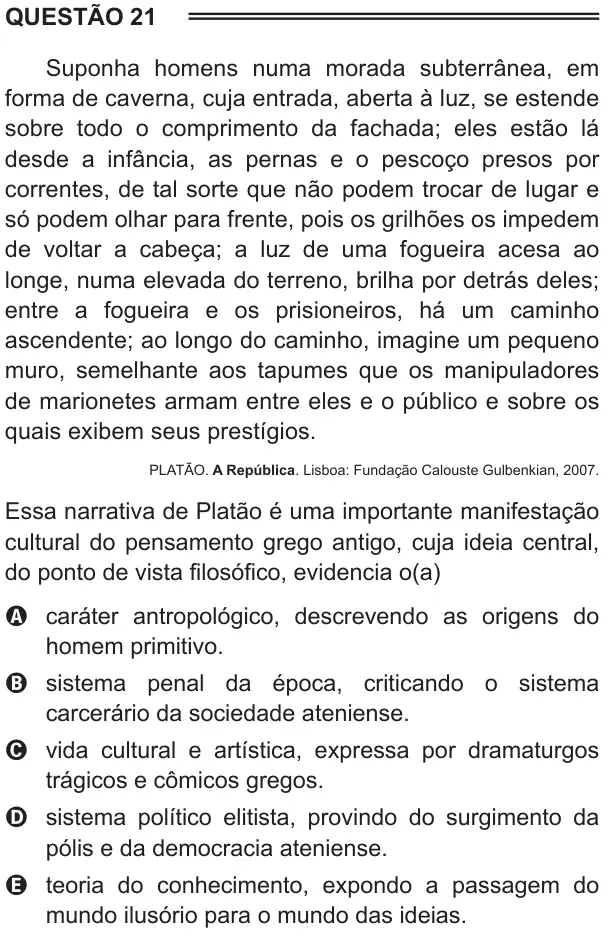 QUESTÃO 21
Suponha homens numa morada subterrânea, em
forma de caverna, cuja entrada, aberta à luz, se estende
sobre todo o comprimento da fachada; eles estão lá
desde a infância, as pernas e o pescoço presos por
correntes, de tal sorte que não podem trocar de lugar e
só podem olhar para frente, pois os grilhões os impedem
de voltar a cabeça; a luz de uma fogueira acesa ao
longe, numa elevada do terreno, brilha por detrás deles;
entre a fogueira e os prisioneiros, há um caminho
ascendente; ao longo do caminho, imagine um pequeno
muro, semelhante aos tapumes que os manipuladores
de marionetes armam entre eles e o público e sobre os
quais exibem seus prestígios.
PLATÃO. A República. Lisboa: Fundação Calouste Gulbenkian, 2007.
Essa narrativa de Platão é uma importante manifestação
cultural do pensamento grego antigo, cuja ideia central,
do ponto de vista filosófico, evidencia o(a)
A caráter antropológico, descrevendo as origens do
homem primitivo.
B sistema penal da época, criticando o sistema
carcerário da sociedade ateniense.
C vida cultural e artística, expressa por dramaturgos
trágicos e cômicos gregos.
D sistema político elitista, provindo do surgimento da
pólis e da democracia ateniense.
E teoria do conhecimento, expondo a passagem do
mundo ilusório para o mundo das ideias.